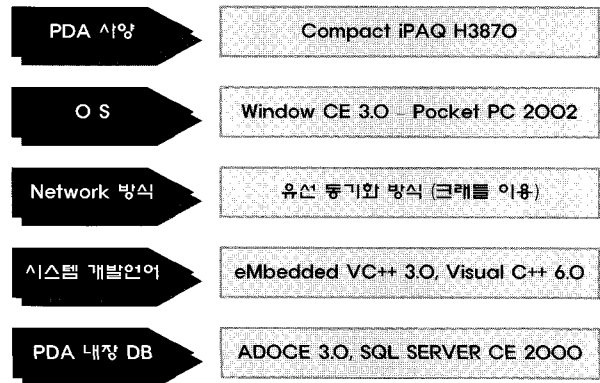 PDA 사양
Compact iPAQ H3870
O S
Window CE 3.0 - Pocket PC 2002
Network 방식
유선 동기화 방식 (크래들 이용)
시스템 개발언어
eMbedded VC++ 3.0, Visual C++ 6.0
PDA 내장 DB
ADOCE 3.0, SQL SERVER CE 2000